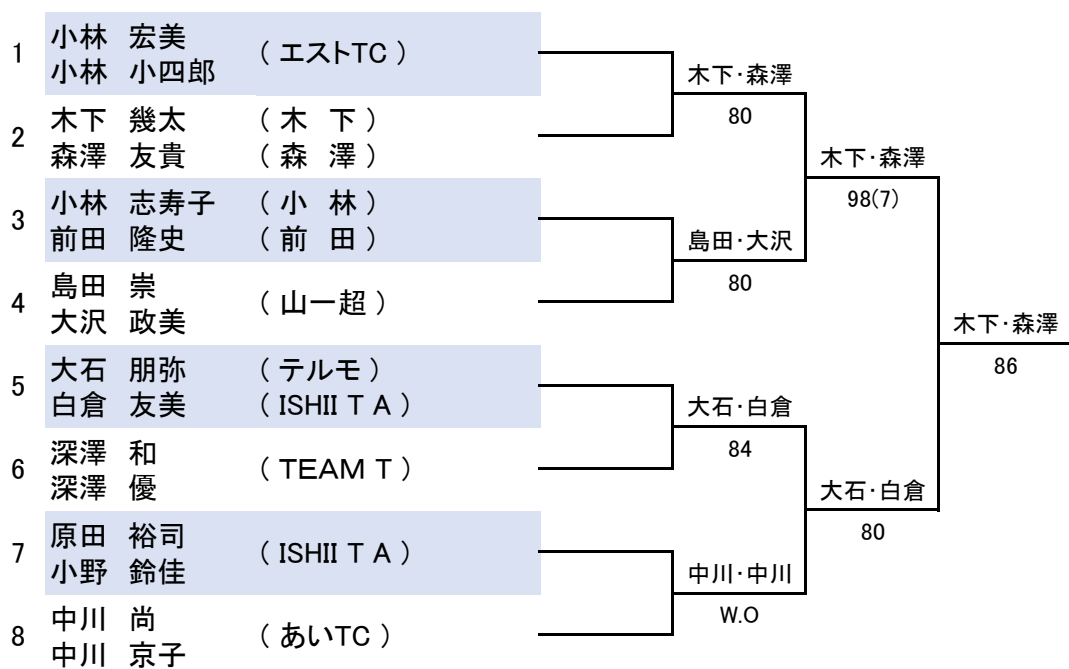 1 小林 宏美 ( エストTC )
小林 小四郎
2 木下 幾太 ( 木 下 )
森澤 友貴 ( 森 澤 )
3 小林 志寿子 ( 小 林 )
前田 隆史 ( 前 田 )
4 島田 崇 ( 山一超 )
大沢 政美
5 大石 朋弥 ( テルモ )
白倉 友美 ( ISHII T A )
6 深澤 和 ( TEAM T )
深澤 優
7 原田 裕司 ( ISHII T A )
小野 鈴佳
8 中川 尚 ( あいTC )
中川 京子
木下・森澤
80
島田・大沢
80
大石・白倉
84
中川・中川
W.O
木下・森澤
98(7)
大石・白倉
80
木下・森澤
86